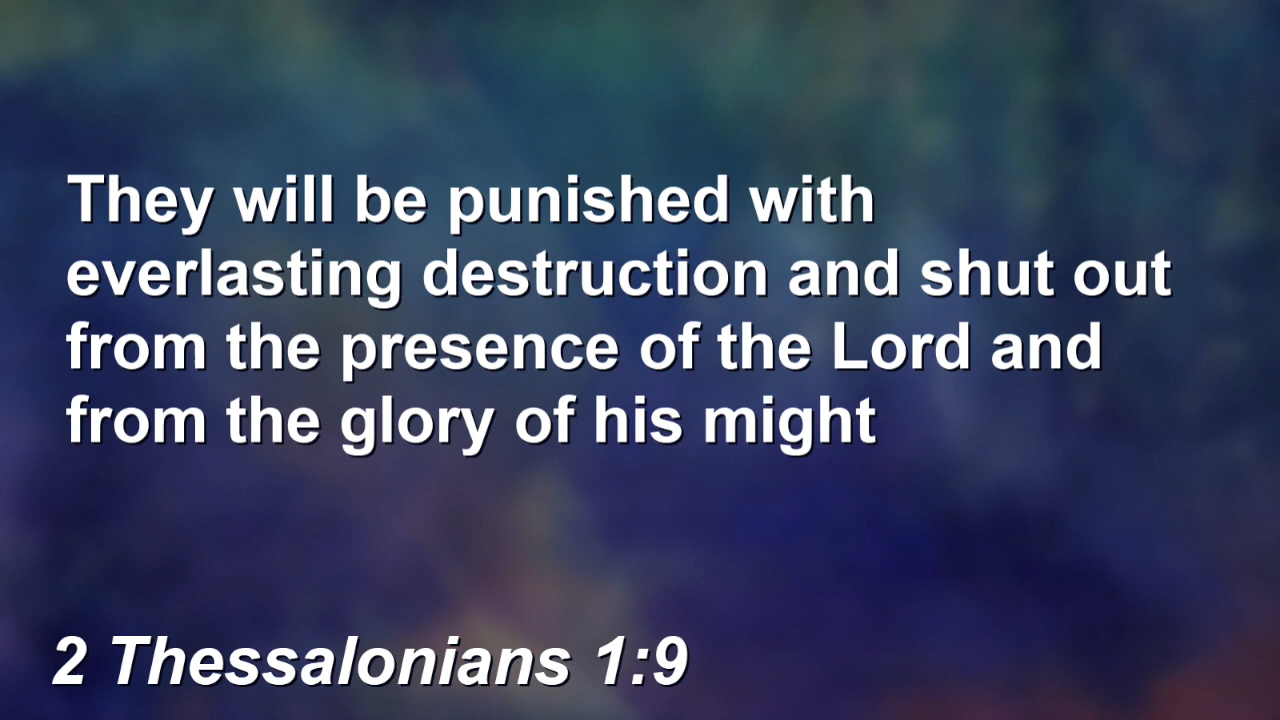 They will be punished with
everlasting destruction and shut out
from the presence of the Lord and
from the glory of his might
2 Thessalonians 1:9